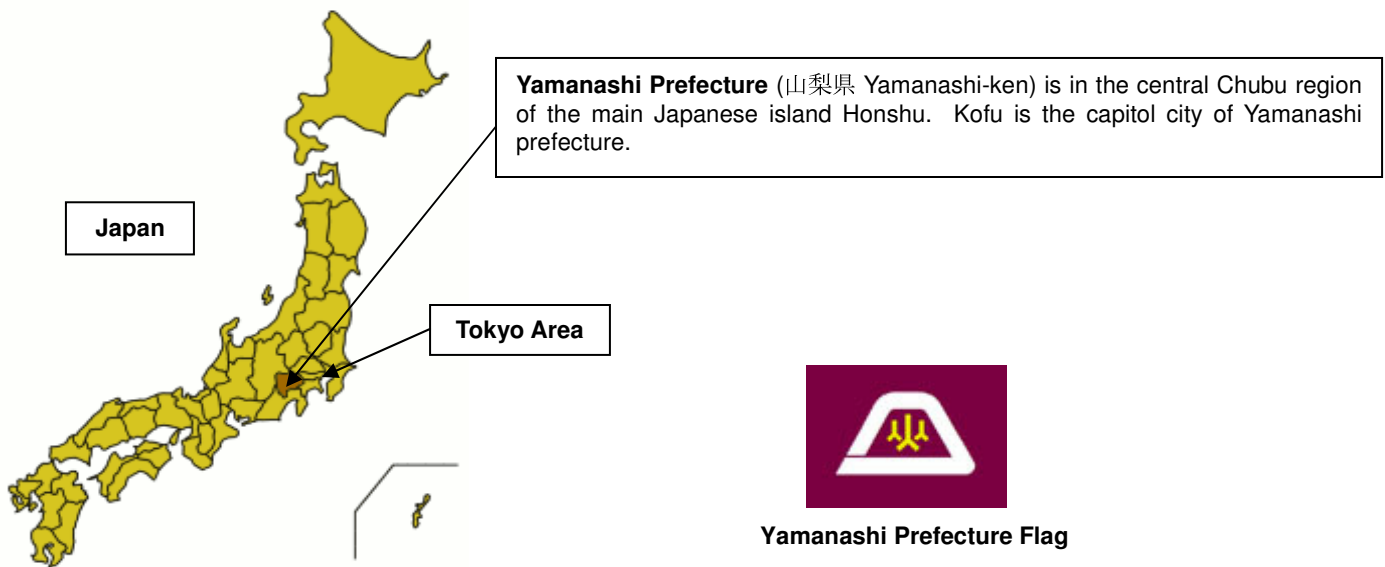 Yamanashi Prefecture (山梨県 Yamanashi-ken) is in the central Chubu region
of the main Japanese island Honshu. Kofu is the capitol city of Yamanashi
prefecture.
Japan
Tokyo Area
Yamanashi Prefecture Flag